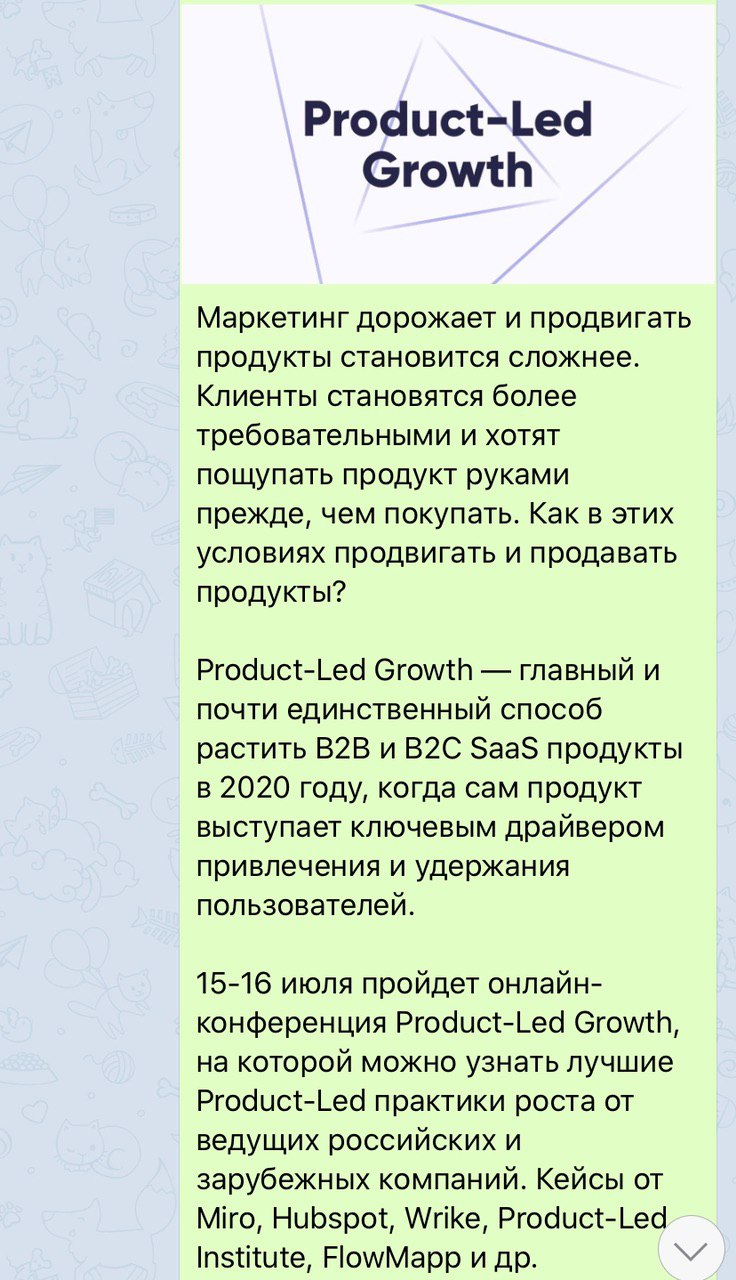 Product-Led
Growth
Маркетинг дорожает и продвигать
продукты становится сложнее.
Клиенты становятся более
требовательными и хотят
пощупать продукт руками
прежде, чем покупать. Как в этих
условиях продвигать и продавать
продукты?
Product-Led Growth — главный и
почти единственный способ
растить B2B и B2C SaaS продукты
в 2020 году, когда сам продукт
выступает ключевым драйвером
привлечения и удержания
пользователей.
15-16 июля пройдет онлайн-
конференция Product-Led Growth,
на которой можно узнать лучшие
Product-Led практики роста от
ведущих российских и
зарубежных компаний. Кейсы от
Miro, Hubspot, Wrike, Product-Led
Institute, FlowMapp и др.